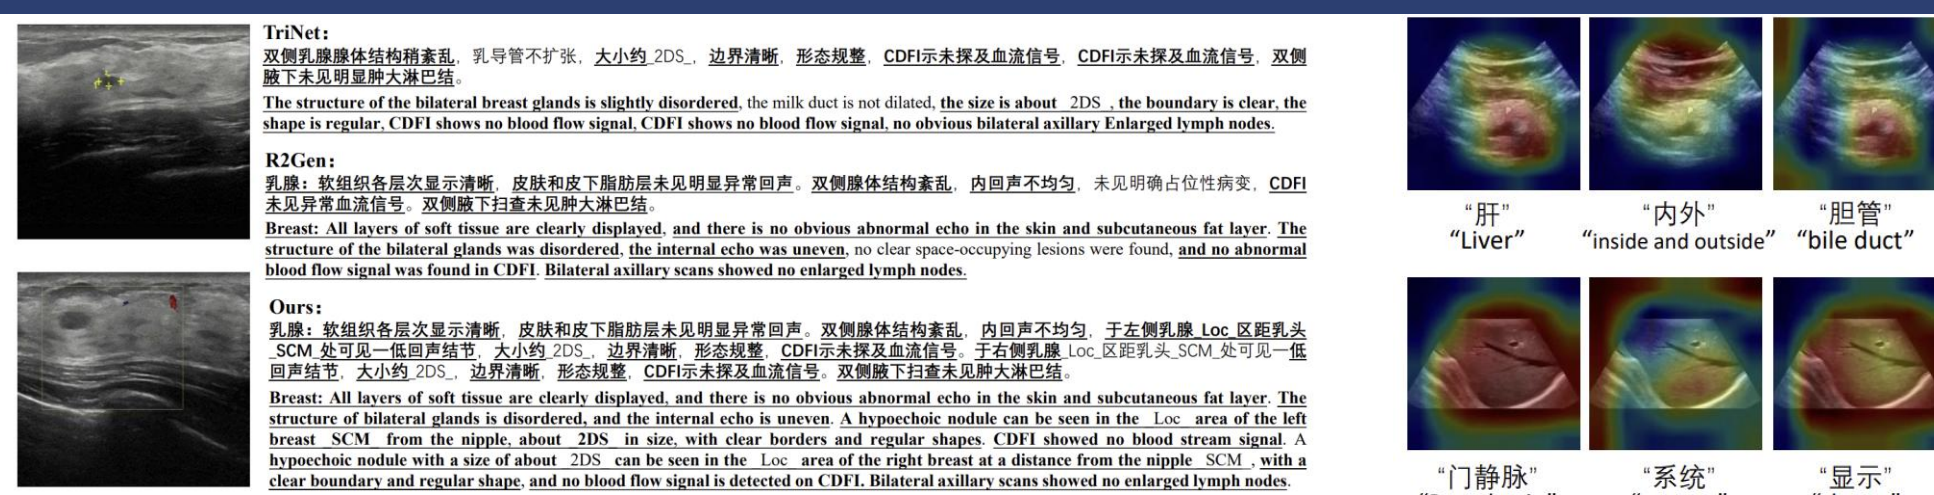 TriNet：
双侧乳腺腺体结构稍紊乱，乳导管不扩张，大小约_2DS_，边界清晰，形态规整，CDFI示未探及血流信号，CDFI示未探及血流信号，双侧
腋下未见明显肿大淋巴结。
The structure of the bilateral breast glands is slightly disordered, the milk duct is not dilated, the size is about _2DS_, the boundary is clear, the
shape is regular, CDFI shows no blood flow signal, CDFI shows no blood flow signal, no obvious bilateral axillary Enlarged lymph nodes.
R2Gen：
乳腺：软组织各层次显示清晰，皮肤和皮下脂肪层未见明显异常回声。双侧腺体结构紊乱，内回声不均匀，未见明确占位性病变，CDFI
未见异常血流信号。双侧腋下扫查未见肿大淋巴结。
Breast: All layers of soft tissue are clearly displayed, and there is no obvious abnormal echo in the skin and subcutaneous fat layer. The
structure of the bilateral glands was disordered, the internal echo was uneven, no clear space-occupying lesions were found, and no abnormal
blood flow signal was found in CDFI. Bilateral axillary scans showed no enlarged lymph nodes.
Ours：
乳腺：软组织各层次显示清晰，皮肤和皮下脂肪层未见明显异常回声。双侧腺体结构紊乱，内回声不均匀，于左侧乳腺_Loc_区距乳头
_SCM_处可见一低回声结节，大小约_2DS_，边界清晰，形态规整，CDFI示未探及血流信号。于右侧乳腺_Loc_区距乳头_SCM_处可见一低
回声结节，大小约_2DS_，边界清晰，形态规整，CDFI示未探及血流信号。双侧腋下扫查未见肿大淋巴结。
Breast: All layers of soft tissue are clearly displayed, and there is no obvious abnormal echo in the skin and subcutaneous fat layer. The
structure of bilateral glands is disordered, and the internal echo is uneven. A hypoechoic nodule can be seen in the _Loc_ area of the left
breast _SCM_ from the nipple, about _2DS_ in size, with clear borders and regular shapes. CDFI showed no blood stream signal. A
hypoechoic nodule with a size of about _2DS_ can be seen in the _Loc_ area of the right breast at a distance from the nipple _SCM_, with a
clear boundary and regular shape, and no blood flow signal is detected on CDFI. Bilateral axillary scans showed no enlarged lymph nodes.
“肝” “内外” “胆管”
“Liver” “inside and outside” “bile duct”
“门静脉” “系统” “显示”